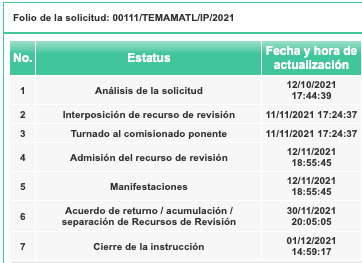 Folio de la solicitud: 00111/TEMAMATL/IP/2021
No. Estatus Fecha y hora de
actualización
1 Análisis de la solicitud 12/10/2021
17:44:39
2 Interposición de recurso de revisión 11/11/2021 17:24:37
3 Turnado al comisionado ponente 11/11/2021 17:24:37
4 Admisión del recurso de revisión 12/11/2021
18:55:45
5 Manifestaciones 12/11/2021
18:55:45
6 Acuerdo de returno / acumulación /
separación de Recursos de Revisión 30/11/2021
20:05:05
7 Cierre de la instrucción 01/12/2021
14:59:17